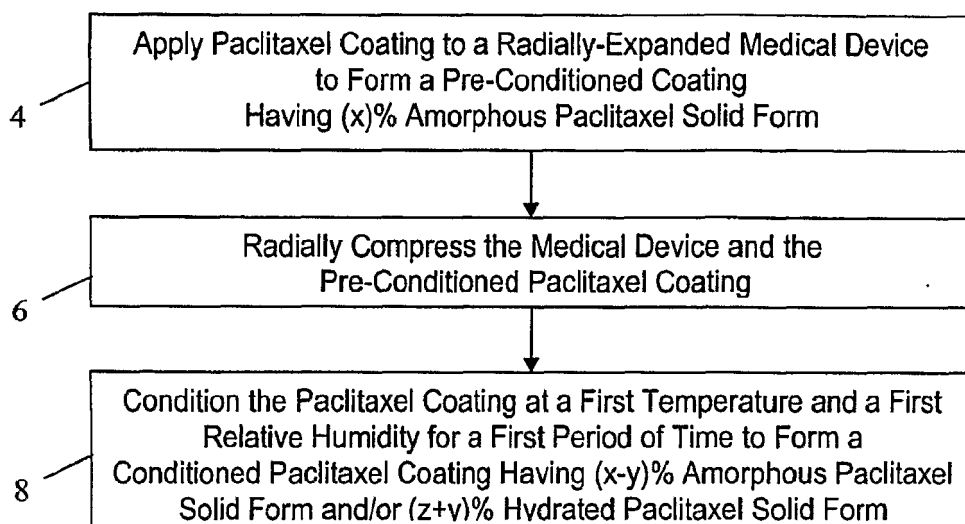 Apply Paclitaxel Coating to a Radially-Expanded Medical Device
to Form a Pre-Conditioned Coating
Having (x)% Amorphous Paclitaxel Solid Form
4
Radially Compress the Medical Device and the
Pre-Conditioned Paclitaxel Coating
6
Condition the Paclitaxel Coating at a First Temperature and a First
Relative Humidity for a First Period of Time to Form a
Conditioned Paclitaxel Coating Having (x-y)% Amorphous Paclitaxel
Solid Form and/or (z+y)% Hydrated Paclitaxel Solid Form
8